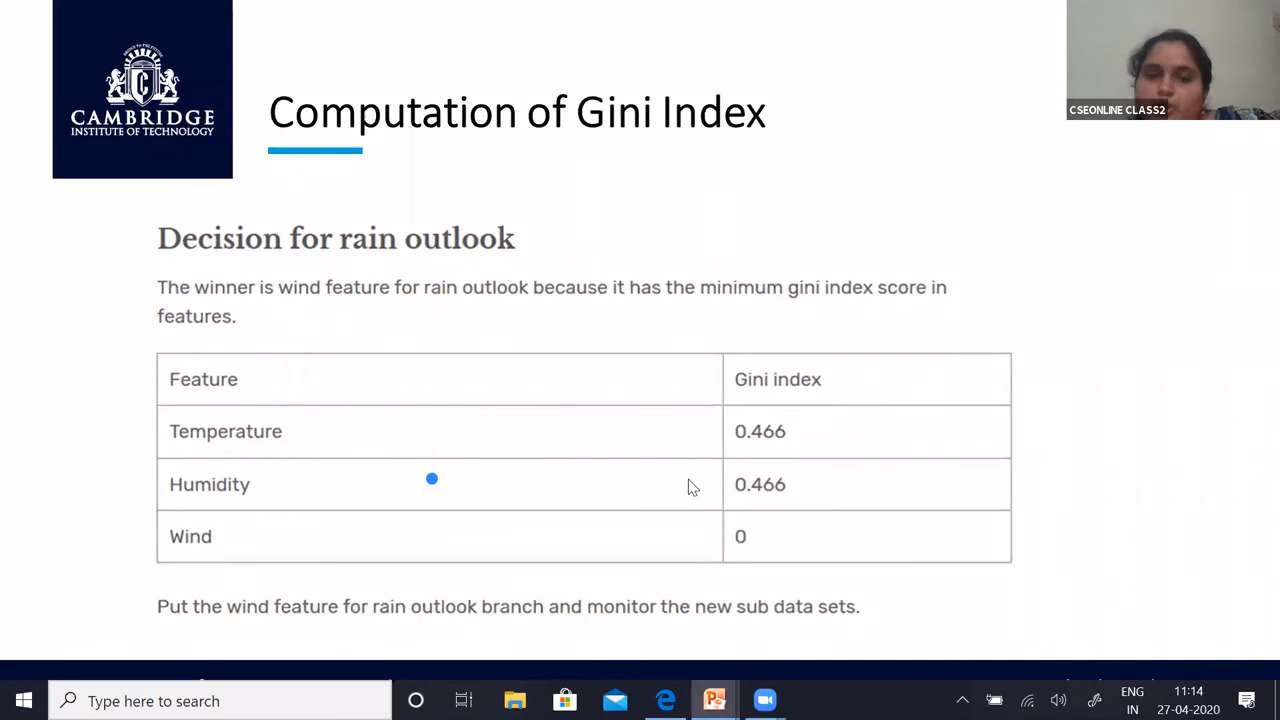 CAMBRIDGE
INSTITUTE OF TECHNOLOGY
Computation of Gini Index
CSEONLINE CLASS2
Decision for rain outlook
The winner is wind feature for rain outlook because it has the minimum gini index score in
features.
Feature Gini index
Temperature 0.466
Humidity 0.466
Wind 0
Put the wind feature for rain outlook branch and monitor the new sub data sets.
Type here to search
ENG 11:14
IN 27-04-2020